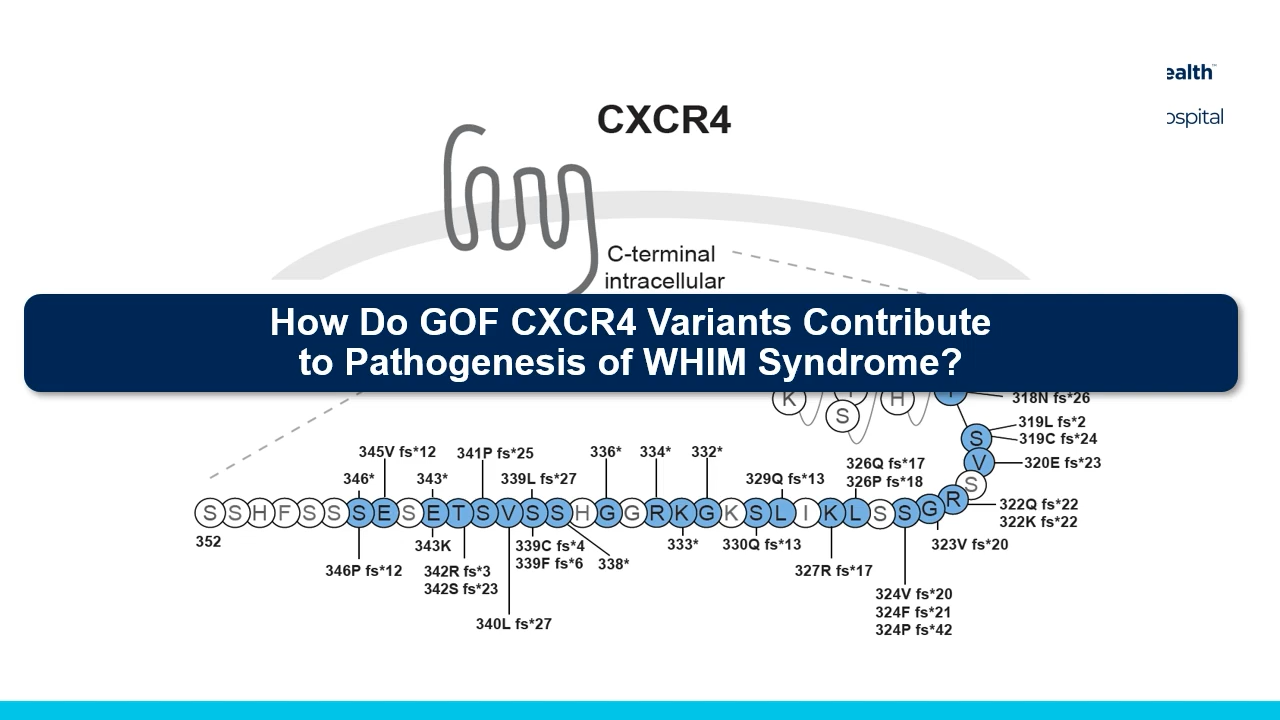 ealth™
CXCR4
ospital
C-terminal
intracellular
How Do GOF CXCR4 Variants Contribute
to Pathogenesis of WHIM Syndrome?
K S H
318N fs*26
319L fs*2
S
319C fs*24
345V fs*12 341P fs*25 336* 334* 332*
V
320E fs*23
326Q fs*17
346* 343* 339L fs*27 329Q fs*13 326P fs*18
S
R
322Q fs*22
S S H F S S S E S E T S V S S H G G R K G K S L I K L S S G
322K fs*22
352 343K 339C fs*4 333* 330Q fs*13 323V fs*20
339F fs*6 338*
346P fs*12 342R fs*3 327R fs*17
342S fs*23
324V fs*20
324F fs*21
340L fs*27 324P fs*42